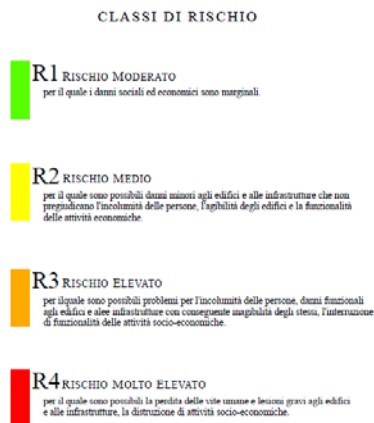 CLASSI DI RISCHIO
R1 RISCHIO MODERATO
per il quale i danni sociali ed economici sono marginali.
R2 RISCHIO MEDIO
per il quale sono possibili danni minori agli edifici e alle infrastrutture che non
pregiudicano l'incolumità delle persone, l'agibilità degli edifici e la funzionalità
delle attività economiche.
R3 RISCHIO ELEVATO
per ilquale sono possibili problemi per l'incolumità delle persone, danni funzionali
agli edifici e alee infrastrutture con conseguente inagibilità degli stessi, l'interruzione
di funzionalità delle attività socio-economiche.
R4 RISCHIO MOLTO ELEVATO
per il quale sono possibili la perdita delle vite umane e lesioni gravi agli edifici
e alle infrastrutture, la distruzione di attività socio-economiche.